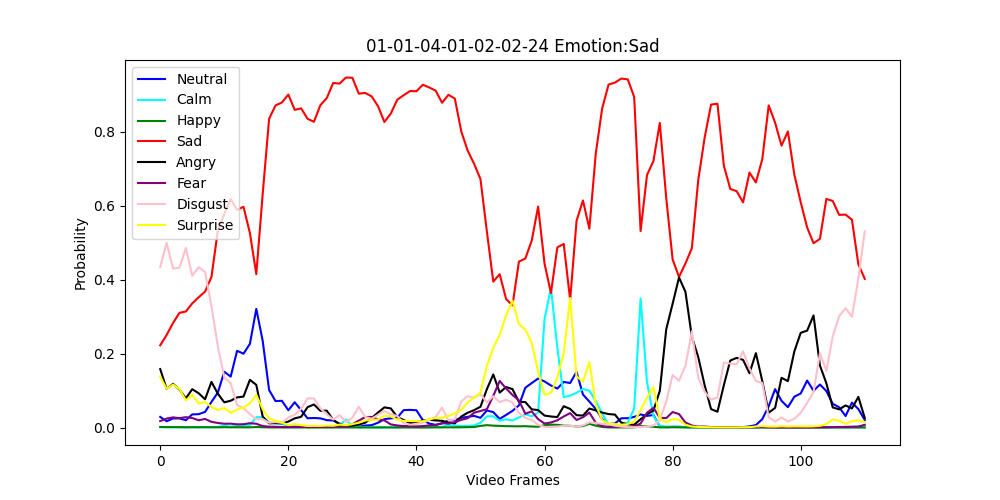 01-01-04-01-02-02-24 Emotion:Sad
Neutral
Calm
Happy
Sad
Angry
Fear
Disgust
Surprise
Probability
0.8
0.6
0.4
0.2
0.0
0 20 40 60 80 100
Video Frames